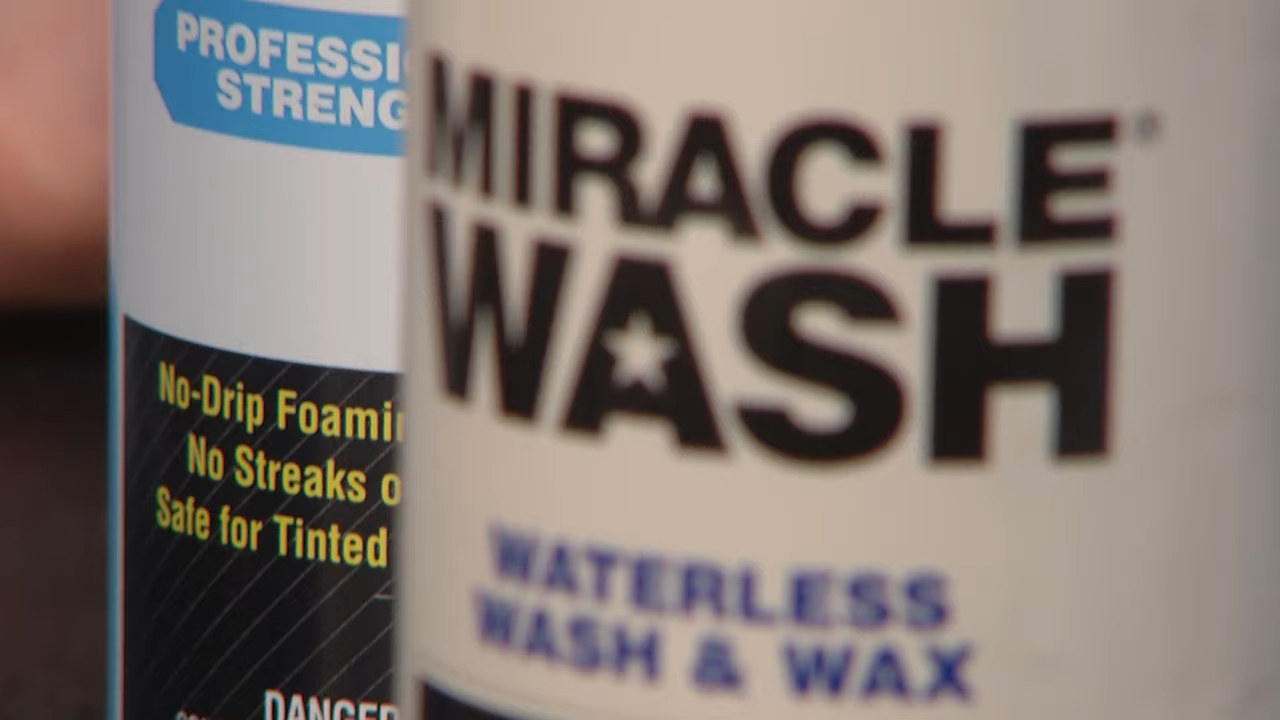 PROFESSI
STRENG
No-Drip Foamin
No Streaks o
Safe for Tinted
DANGER
MIRACLE
WASH
WATERLESS
WASH & WAX